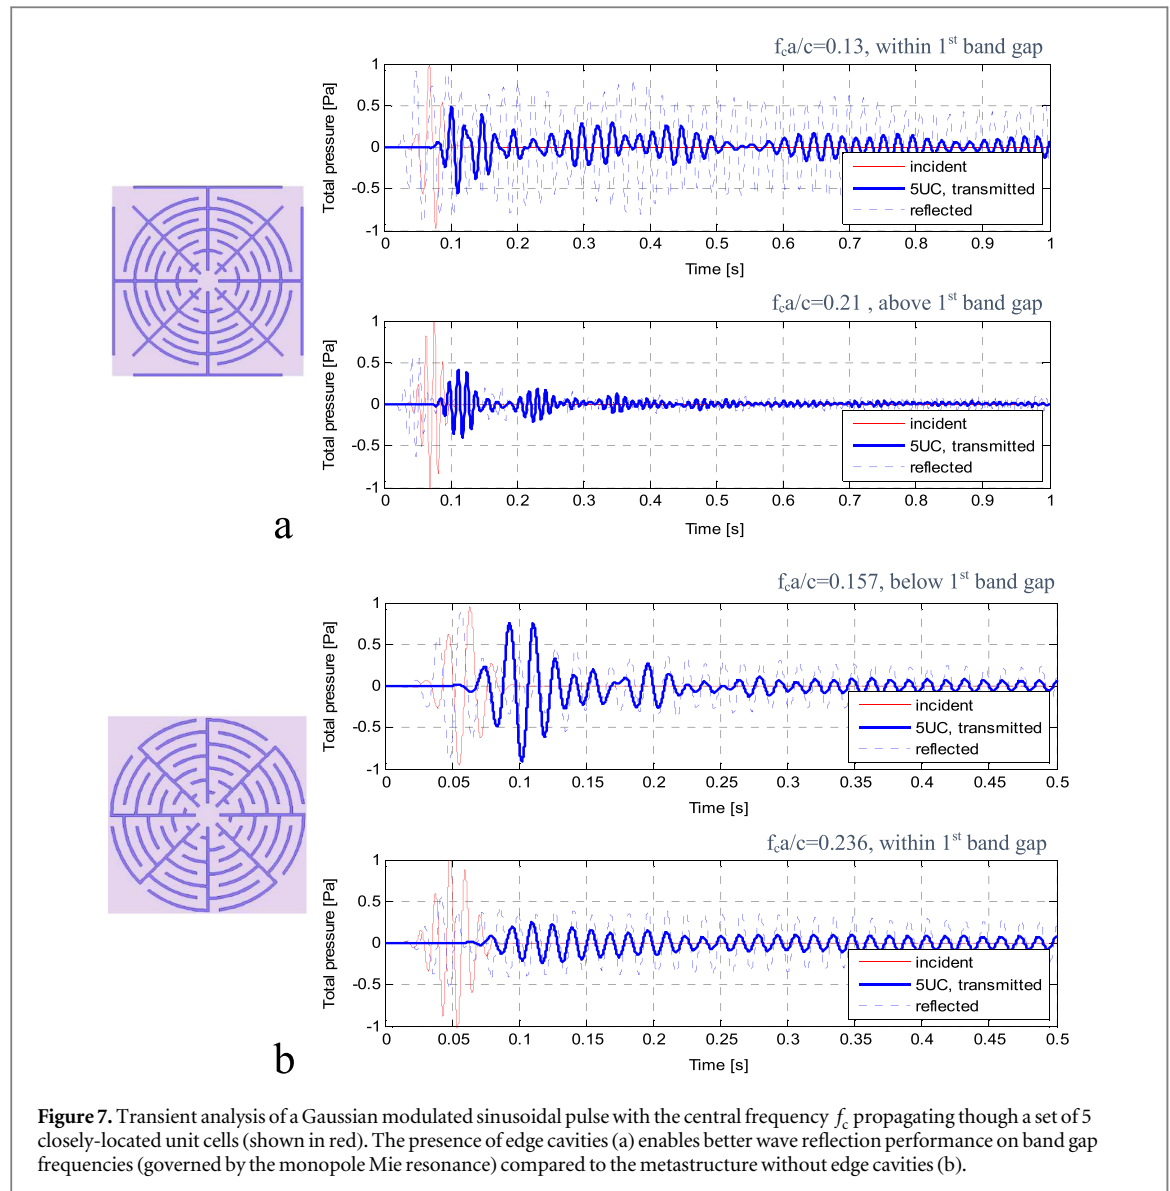 f_c a/c=0.13, within 1st band gap
1
0.5
0
-0.5
-1
Total pressure [Pa]
incident
5UC, transmitted
reflected
0 0.1 0.2 0.3 0.4 0.5 0.6 0.7 0.8 0.9 1
Time [s]
f_c a/c=0.21 , above 1st band gap
1
0.5
0
-0.5
-1
Total pressure [Pa]
incident
5UC, transmitted
reflected
0 0.1 0.2 0.3 0.4 0.5 0.6 0.7 0.8 0.9 1
Time [s]
a
f_c a/c=0.157, below 1st band gap
1
0.5
0
-0.5
-1
Total pressure [Pa]
incident
5UC, transmitted
reflected
0 0.05 0.1 0.15 0.2 0.25 0.3 0.35 0.4 0.45 0.5
Time [s]
f_c a/c=0.236, within 1st band gap
1
0.5
0
-0.5
-1
Total pressure [Pa]
incident
5UC, transmitted
reflected
0 0.05 0.1 0.15 0.2 0.25 0.3 0.35 0.4 0.45 0.5
Time [s]
b
Figure 7. Transient analysis of a Gaussian modulated sinusoidal pulse with the central frequency f_c propagating though a set of 5
closely-located unit cells (shown in red). The presence of edge cavities (a) enables better wave reflection performance on band gap
frequencies (governed by the monopole Mie resonance) compared to the metastructure without edge cavities (b).